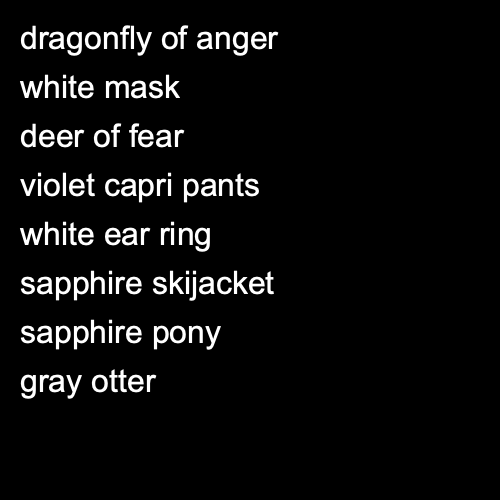 dragonfly of anger
white mask
deer of fear
violet capri pants
white ear ring
sapphire skijacket
sapphire pony
gray otter